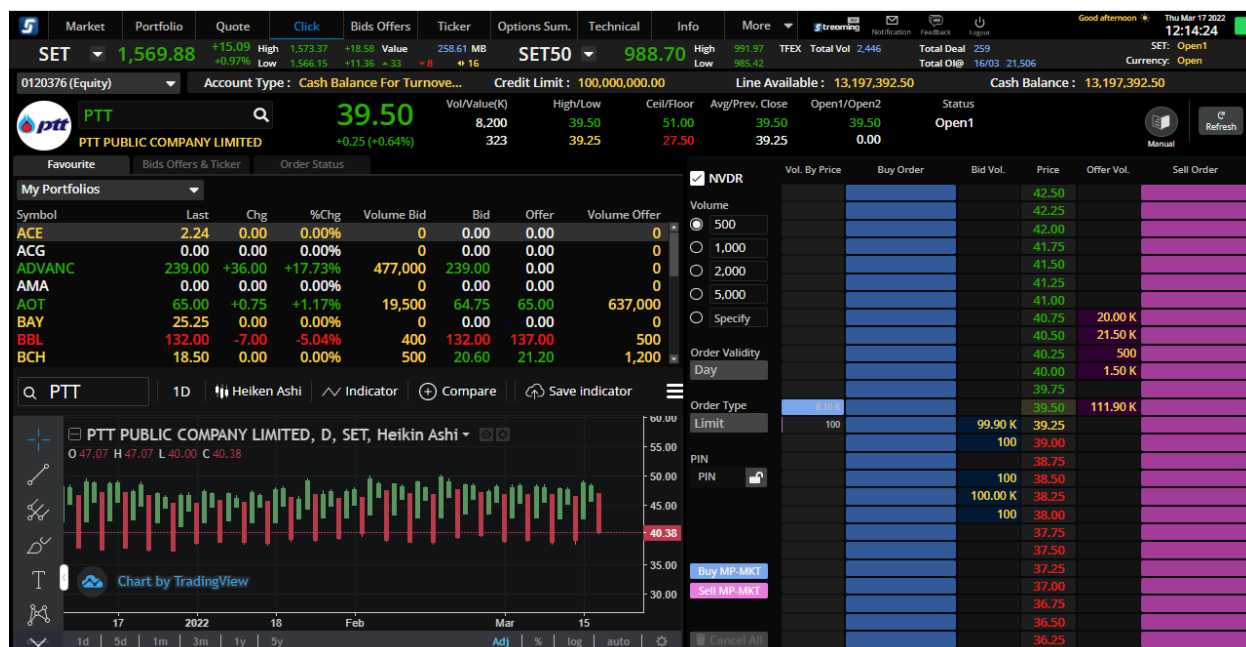 Market Portfolio Quote Click Bids Offers Ticker Options Sum. Technical Info More Streaming Notification Feedback Logout Good afternoon Thu Mar 17 2022
12:14:24
SET 1,569.88 +15.09 High 1,573.37 +18.58 Value 258.61 MB SET50 988.70 High 991.97 TFEX Total Vol 2,446 Total Deal 259 SET: Open1
+0.97% Low 1,566.15 +11.36 33 8 16 Low 985.42 Total OI@ 16/03 21,506 Currency: Open
0120376 (Equity) Account Type : Cash Balance For Turnove... Credit Limit : 100,000,000.00 Line Available : 13,197,392.50 Cash Balance : 13,197,392.50
ptt PTT 39.50 Vol/Value(K) High/Low Ceil/Floor Avg/Prev. Close Open1/Open2 Status
8,200 39.50 51.00 39.50 39.50 Open1 Refresh
PTT PUBLIC COMPANY LIMITED +0.25 (+0.64%) 323 39.25 27.50 39.25 0.00 Manual
Favourite Bids Offers & Ticker Order Status
My Portfolios
Symbol Last Chg %Chg Volume Bid Bid Offer Volume Offer
ACE 2.24 0.00 0.00% 0 0.00 0.00 0
ACG 0.00 0.00 0.00% 0 0.00 0.00 0
ADVANC 239.00 +36.00 +17.73% 477,000 239.00 0.00 0
AMA 0.00 0.00 0.00% 0 0.00 0.00 0
AOT 65.00 +0.75 +1.17% 19,500 64.75 65.00 637,000
BAY 25.25 0.00 0.00% 0 0.00 0.00 0
BBL 132.00 -7.00 -5.04% 400 132.00 137.00 500
BCH 18.50 0.00 0.00% 500 20.60 21.20 1,200
PTT 1D Heiken Ashi Indicator Compare Save indicator
PTT PUBLIC COMPANY LIMITED, D, SET, Heikin Ashi
O 47.07 H 47.07 L 40.00 C 40.38
60.00
55.00
50.00
45.00
40.38
35.00
30.00
Chart by TradingView
17 2022 18 Feb Mar 15
1d 5d 1m 3m 1y 5y Adj % log auto
NVDR
Volume
500
1,000
2,000
5,000
Specify
Order Validity
Day
Order Type
Limit
PIN
PIN
Buy MP-MKT
Sell MP-MKT
Cancel All
Vol. By Price Buy Order Bid Vol. Price Offer Vol. Sell Order
42.50
42.25
42.00
41.75
41.50
41.25
41.00
40.75 20.00 K
40.50 21.50 K
40.25 500
40.00 1.50 K
39.75
8.10 K 39.50 111.90 K
100 99.90 K 39.25
100 39.00
38.75
100 38.50
100.00 K 38.25
100 38.00
37.75
37.50
37.25
37.00
36.75
36.50
36.25